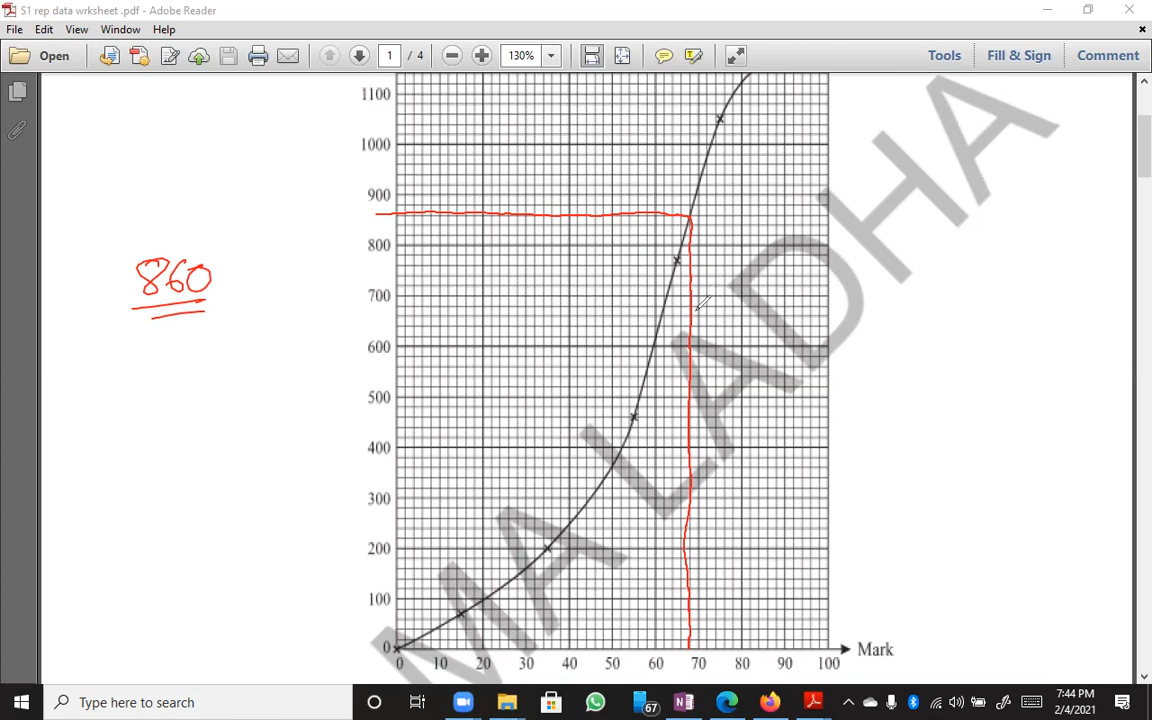 S1 rep data wrksheet .pdf - Adobe Reader
File Edit View Window Help
Open 1 / 4 130% Tools Fill & Sign Comment
1100
1000
900
800
700
600
500
400
300
200
100
0
860
0 10 20 30 40 50 60 70 80 90 100 Mark
MA LADHA
Type here to search 67 7:44 PM
2/4/2021